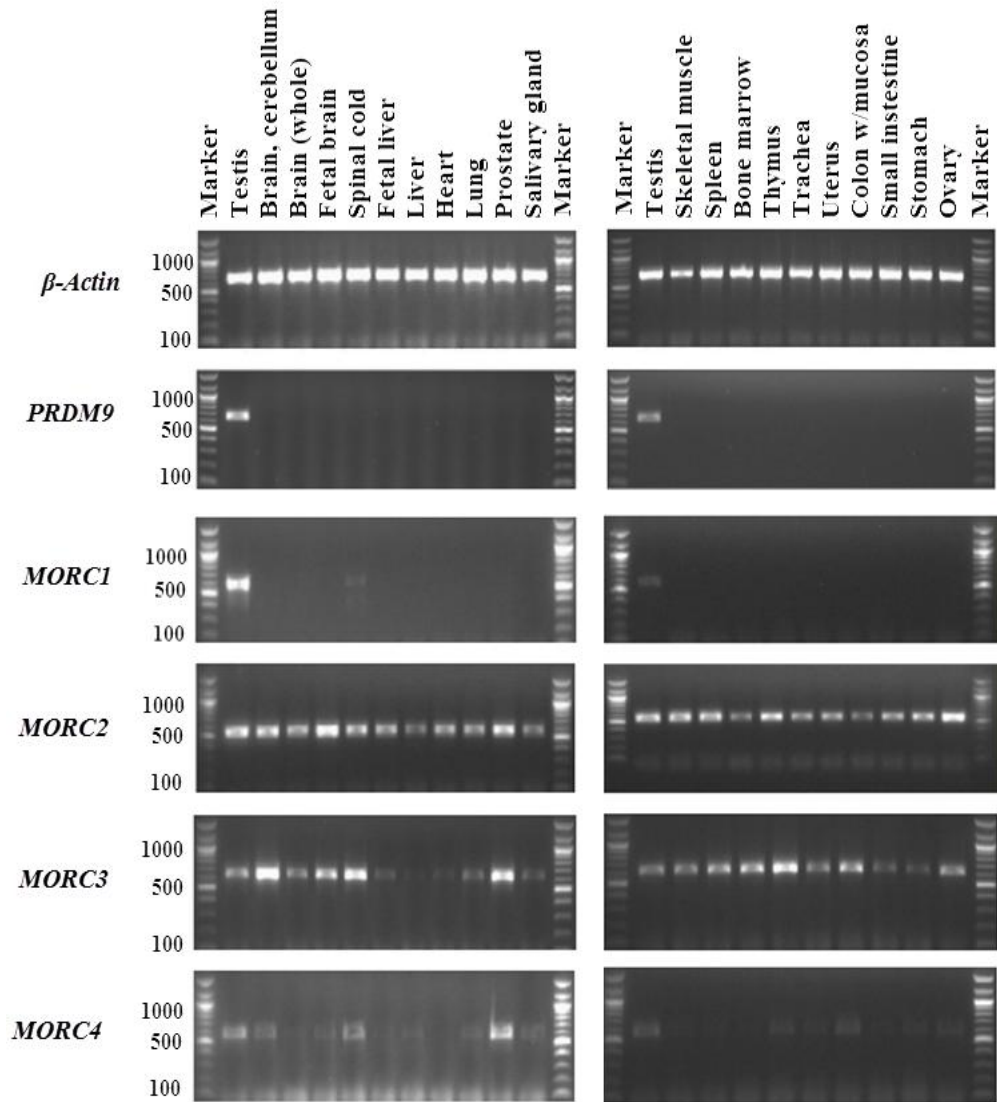 Marker
Testis
Brain, cerebellum
Brain (whole)
Fetal brain
Spinal cold
Fetal liver
Liver
Heart
Lung
Prostate
Salivary gland
Marker
Marker
Testis
Skeletal muscle
Spleen
Bone marrow
Thymus
Trachea
Uterus
Colon w/mucosa
Small instestine
Stomach
Ovary
Marker
β-Actin
1000
500
100
PRDM9
1000
500
100
MORC1
1000
500
100
MORC2
1000
500
100
MORC3
1000
500
100
MORC4
1000
500
100